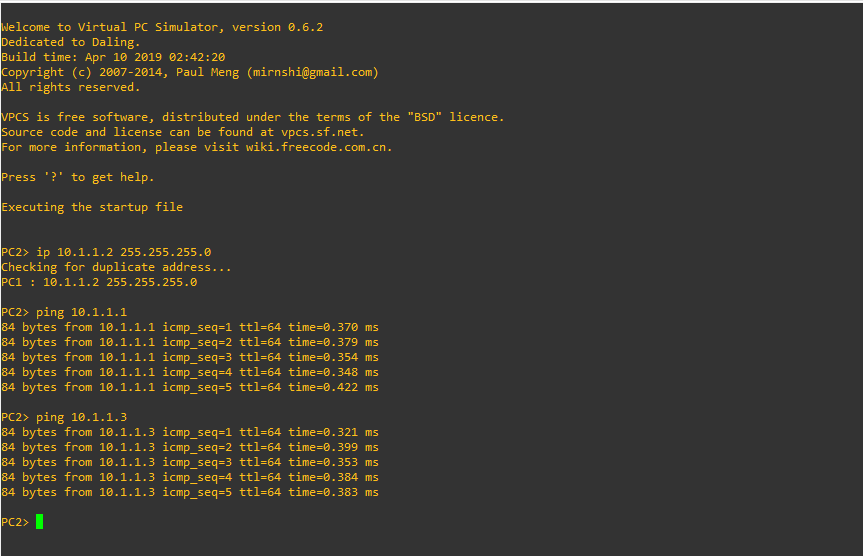 Welcome to Virtual PC Simulator, version 0.6.2
Dedicated to Daling.
Build time: Apr 10 2019 02:42:20
Copyright (c) 2007-2014, Paul Meng (mirnshi@gmail.com)
All rights reserved.
VPCS is free software, distributed under the terms of the "BSD" licence.
Source code and license can be found at vpcs.sf.net.
For more information, please visit wiki.freecode.com.cn.
Press '?' to get help.
Executing the startup file
PC2> ip 10.1.1.2 255.255.255.0
Checking for duplicate address...
PC1 : 10.1.1.2 255.255.255.0
PC2> ping 10.1.1.1
84 bytes from 10.1.1.1 icmp_seq=1 ttl=64 time=0.370 ms
84 bytes from 10.1.1.1 icmp_seq=2 ttl=64 time=0.379 ms
84 bytes from 10.1.1.1 icmp_seq=3 ttl=64 time=0.354 ms
84 bytes from 10.1.1.1 icmp_seq=4 ttl=64 time=0.348 ms
84 bytes from 10.1.1.1 icmp_seq=5 ttl=64 time=0.422 ms
PC2> ping 10.1.1.3
84 bytes from 10.1.1.3 icmp_seq=1 ttl=64 time=0.321 ms
84 bytes from 10.1.1.3 icmp_seq=2 ttl=64 time=0.399 ms
84 bytes from 10.1.1.3 icmp_seq=3 ttl=64 time=0.353 ms
84 bytes from 10.1.1.3 icmp_seq=4 ttl=64 time=0.384 ms
84 bytes from 10.1.1.3 icmp_seq=5 ttl=64 time=0.383 ms
PC2>